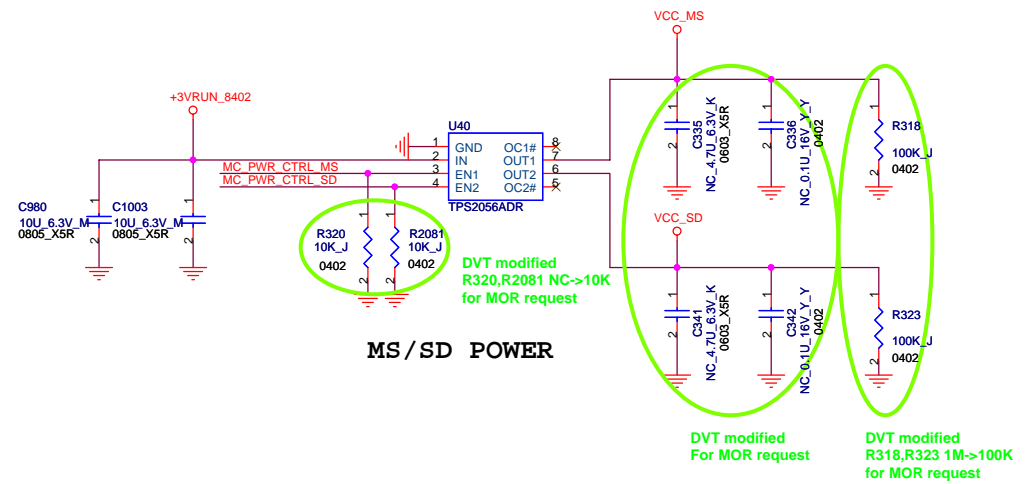 VCC_MS
+3VRUN_8402
U40
1 GND OC1# 8
2 IN OUT1 7
3 EN1 OUT2 6
4 EN2 OC2# 5
TPS2056ADR
MC_PWR_CTRL_MS
MC_PWR_CTRL_SD
1
2
C335
NC_4.7U_6.3V_K
0603_X5R
1
2
C336
NC_0.1U_16V_Y_Y
0402
1
2
R318
100K_J
0402
C980
10U_6.3V_M
0805_X5R
1
2
C1003
10U_6.3V_M
0805_X5R
1
2
R320
10K_J
0402
1
2
R2081
10K_J
0402
1
2
DVT modified
R320,R2081 NC->10K
for MOR request
VCC_SD
1
2
C341
NC_4.7U_6.3V_K
0603_X5R
1
2
C342
NC_0.1U_16V_Y_Y
0402
1
2
R323
100K_J
0402
MS/SD POWER
DVT modified
For MOR request
DVT modified
R318,R323 1M->100K
for MOR request